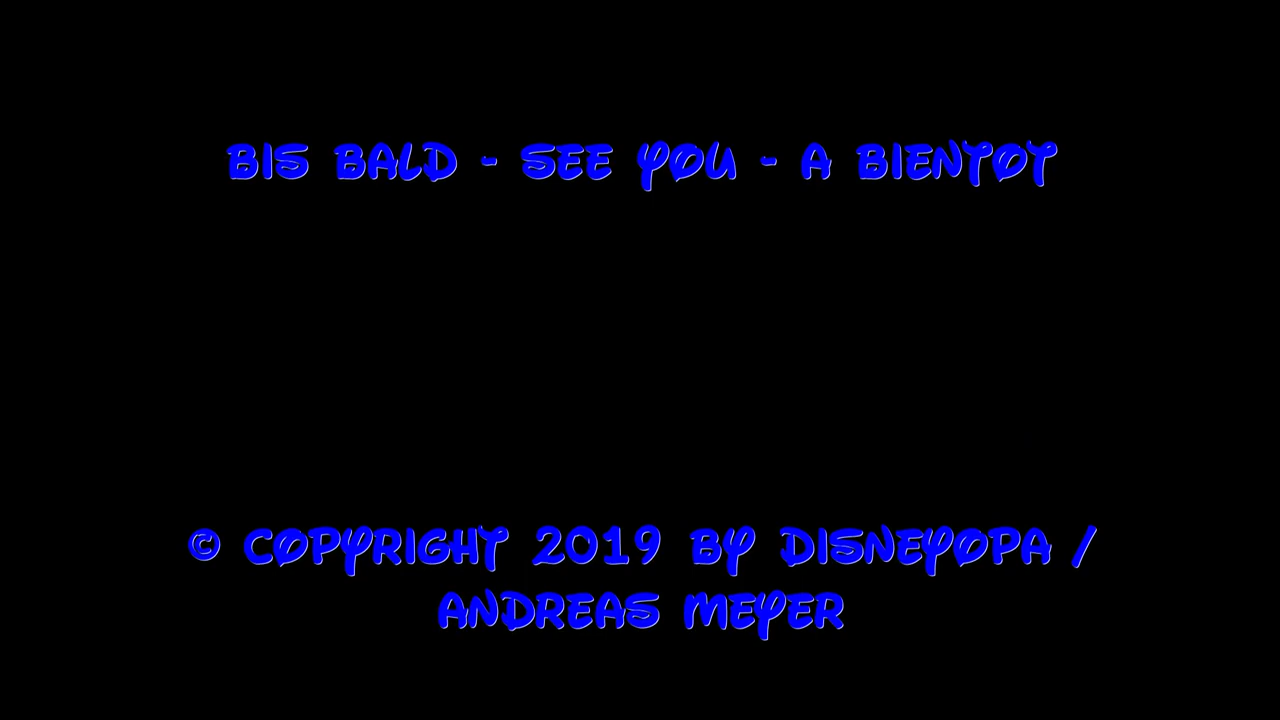 BIS BALD - SEE YOU - A BIENTOT
© COPYRIGHT 2019 BY DISNEYOPA /
ANDREAS MEYER